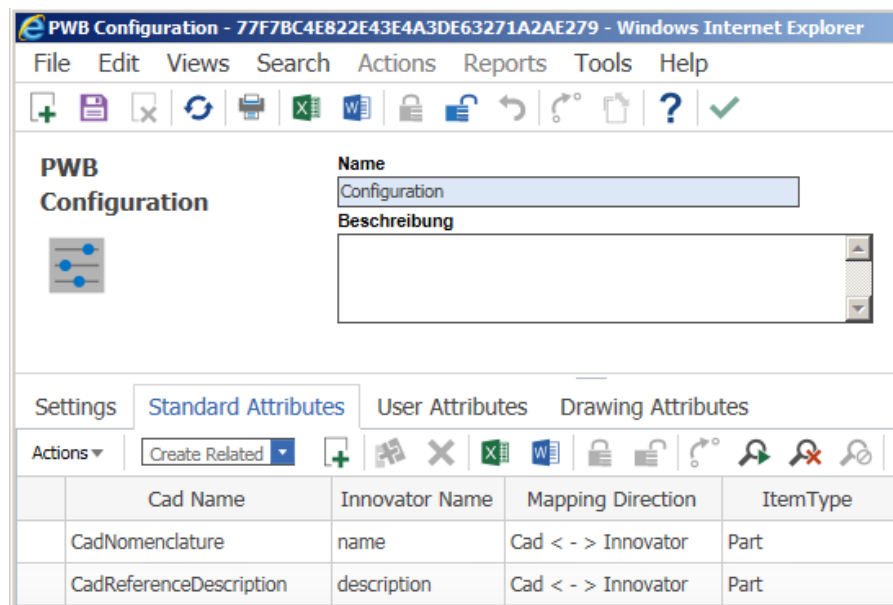 PWB Configuration - 77F7BC4E822E43E4A3DE63271A2AE279 - Windows Internet Explorer
File Edit Views Search Actions Reports Tools Help
PWB
Configuration
Name
Configuration
Beschreibung
Settings Standard Attributes User Attributes Drawing Attributes
Actions Create Related
Cad Name Innovator Name Mapping Direction ItemType
CadNomenclature name Cad < - > Innovator Part
CadReferenceDescription description Cad < - > Innovator Part